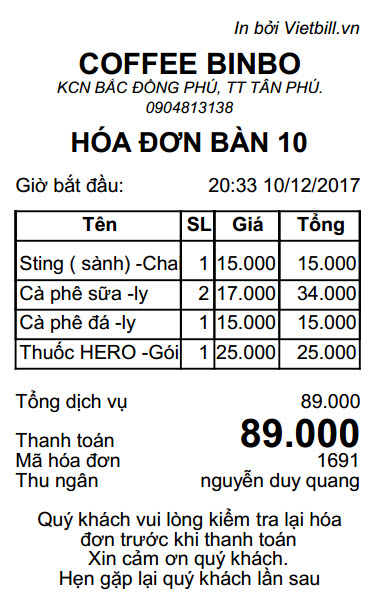 In bởi Vietbill.vn
COFFEE BINBO
KCN BẮC ĐỒNG PHÚ, TT TÂN PHÚ.
0904813138
HÓA ĐƠN BÀN 10
Giờ bắt đầu: 20:33 10/12/2017
Tên SL Giá Tổng
Sting ( sành) -Chai 1 15.000 15.000
Cà phê sữa -ly 2 17.000 34.000
Cà phê đá -ly 1 15.000 15.000
Thuốc HERO -Gói 1 25.000 25.000
Tổng dịch vụ 89.000
Thanh toán 89.000
Mã hóa đơn 1691
Thu ngân nguyễn duy quang
Quý khách vui lòng kiểm tra lại hóa
đơn trước khi thanh toán
Xin cảm ơn quý khách.
Hẹn gặp lại quý khách lần sau